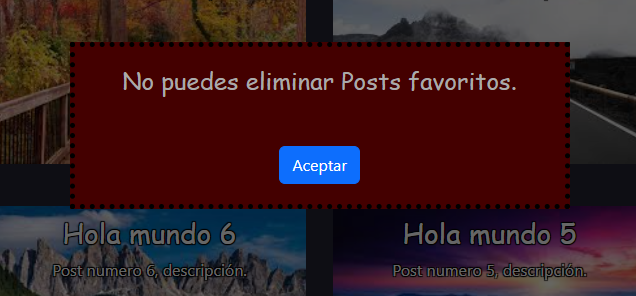 No puedes eliminar Posts favoritos.
Aceptar
Hola mundo 6
Hola mundo 5
Post numero 6, descripción.
Post numero 5, descripción.